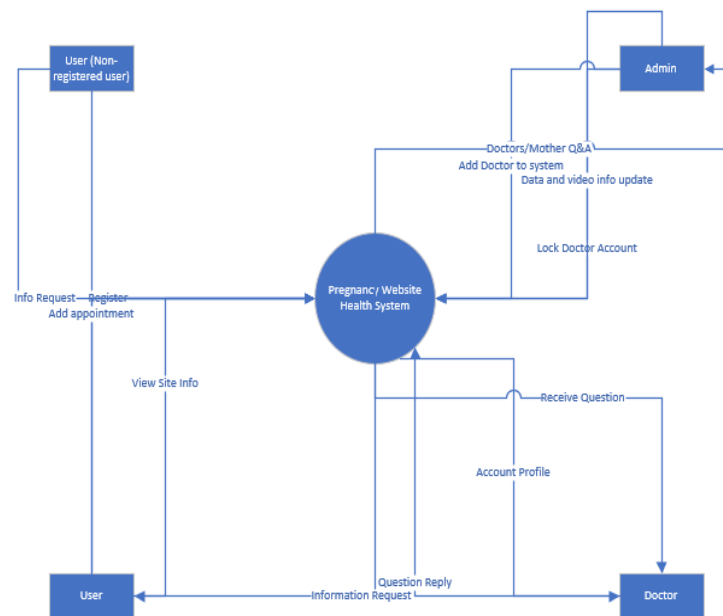 User (Non-
registered user)
Admin
Doctors/Mother Q&A
Add Doctor to system
Data and video info update
Lock Doctor Account
Pregnancy Website
Health System
Info Request
Register
Add appointment
View Site Info
Receive Question
Account Profile
Question Reply
Information Request
User
Doctor